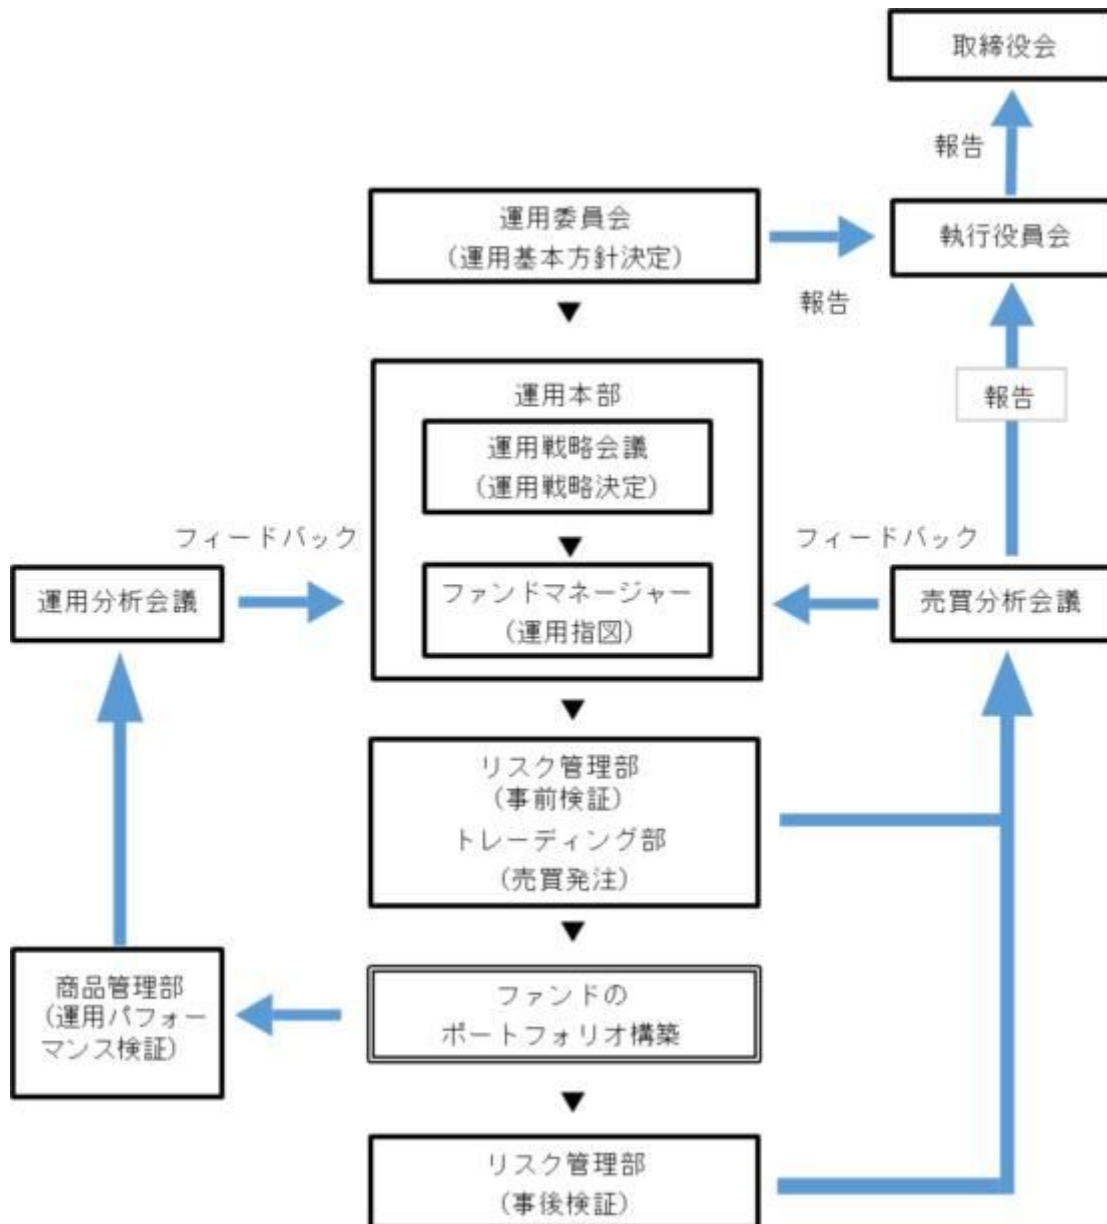 取締役会
報告
運用委員会
(運用基本方針決定)
執行役員会
報告
運用本部
報告
運用戦略会議
(運用戦略決定)
フィードバック
フィードバック
運用分析会議
ファンドマネージャー
(運用指図)
売買分析会議
リスク管理部
(事前検証)
トレーディング部
(売買発注)
商品管理部
(運用パフォー
マンス検証)
ファンドの
ポートフォリオ構築
リスク管理部
(事後検証)